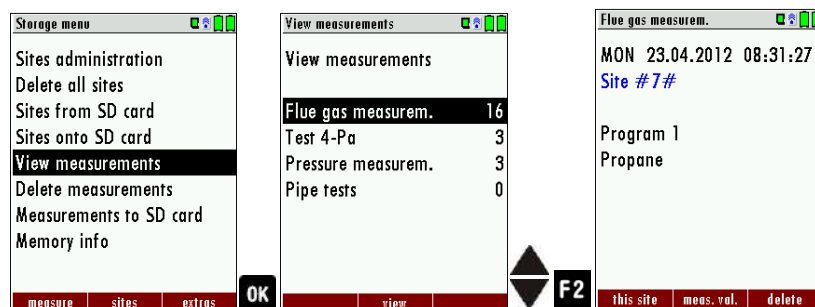 Storage menu
Sites administration
Delete all sites
Sites from SD card
Sites onto SD card
View measurements
Delete measurements
Measurements to SD card
Memory info
measure sites extras
OK
View measurements
View measurements
Flue gas measurem. 16
Test 4-Pa 3
Pressure measurem. 3
Pipe tests 0
view
F2
Flue gas measurem.
MON 23.04.2012 08:31:27
Site #7#
Program 1
Propane
this site meas. val. delete